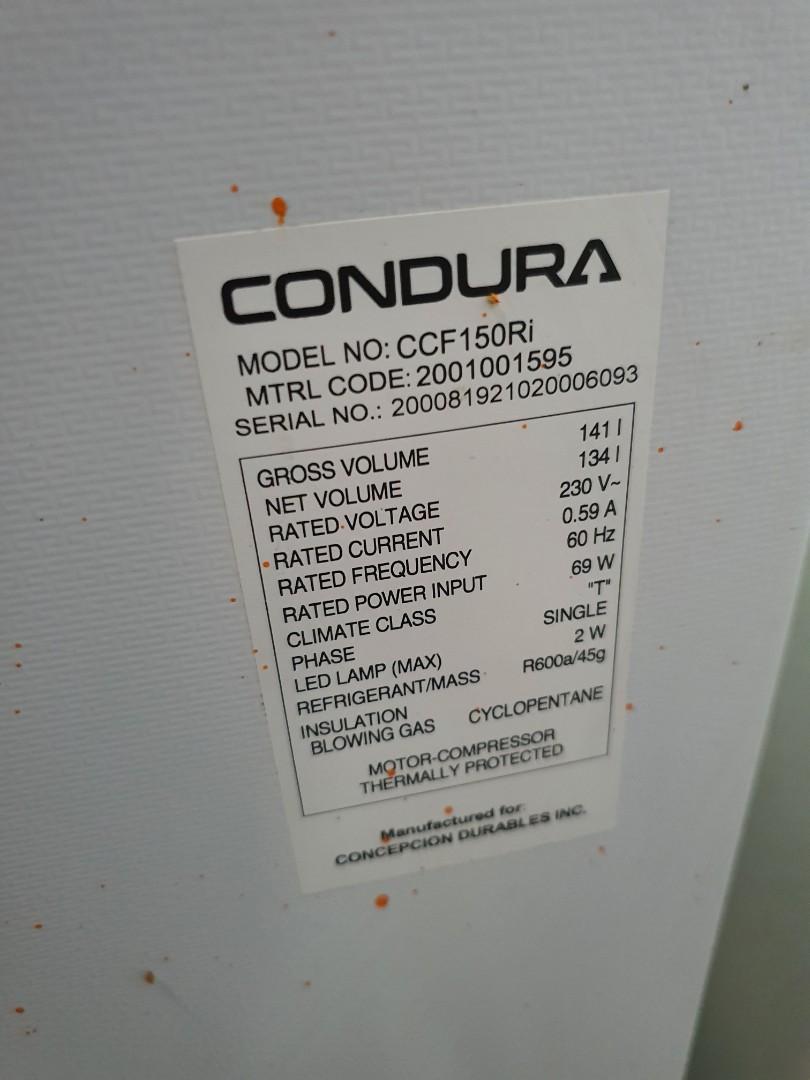 CONDURA
MODEL NO: CCF150Ri
MTRL CODE: 2001001595
SERIAL NO.: 200081921020006093
GROSS VOLUME 141 l
NET VOLUME 134 l
RATED VOLTAGE 230 V~
RATED CURRENT 0.59 A
RATED FREQUENCY 60 Hz
RATED POWER INPUT 69 W
CLIMATE CLASS "T"
PHASE SINGLE
LED LAMP (MAX) 2 W
REFRIGERANT/MASS R600a/45g
INSULATION
BLOWING GAS CYCLOPENTANE
MOTOR-COMPRESSOR
THERMALLY PROTECTED
Manufactured for:
CONCEPCION DURABLES INC.